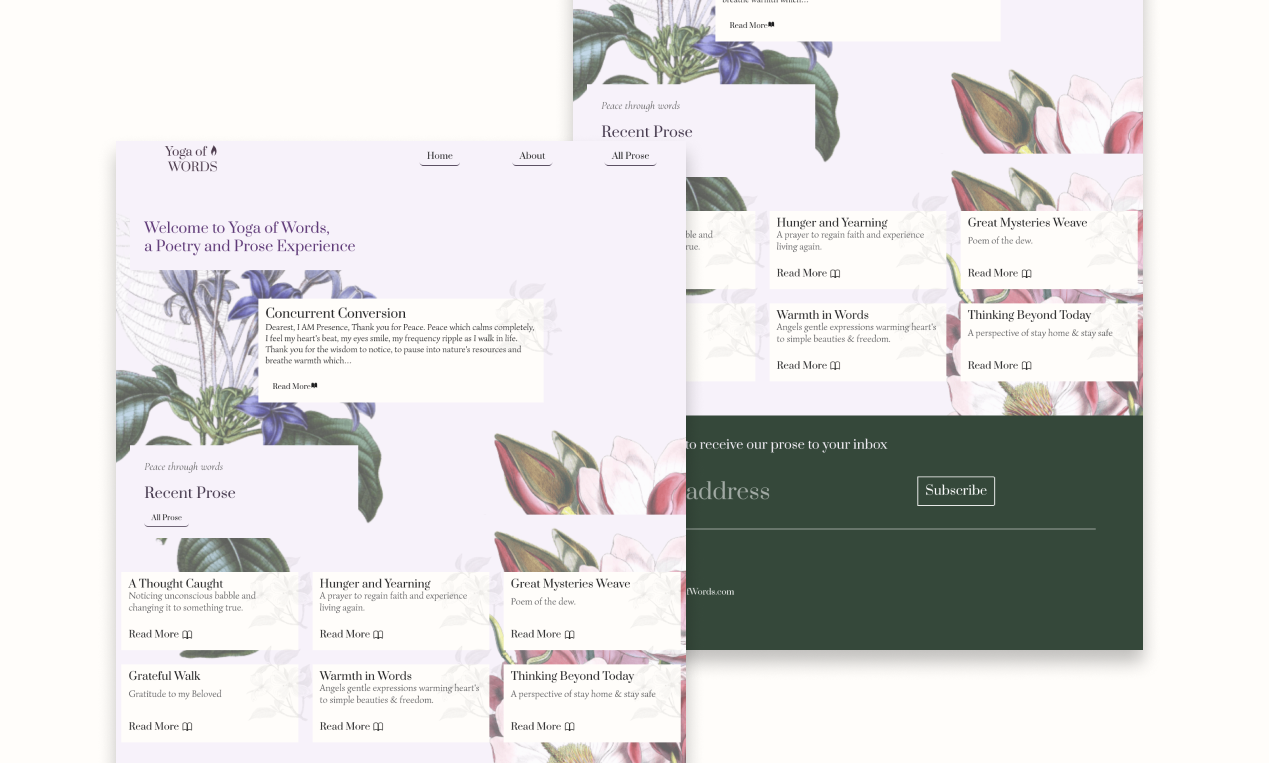 breathe warmth which...
Read More
Peace through words
Recent Prose
Yoga of
WORDS
Home
About
All Prose
Welcome to Yoga of Words,
a Poetry and Prose Experience
Concurrent Conversion
Dearest, I AM Presence, Thank you for Peace. Peace which calms completely,
I feel my heart's beat, my eyes smile, my frequency ripple as I walk in life.
Thank you for the wisdom to notice, to pause into nature's resources and
breathe warmth which...
Read More
Peace through words
Recent Prose
All Prose
A Thought Caught
Noticing unconscious babble and
changing it to something true.
Read More
Hunger and Yearning
A prayer to regain faith and experience
living again.
Read More
Great Mysteries Weave
Poem of the dew.
Read More
Grateful Walk
Gratitude to my Beloved
Read More
Warmth in Words
Angels gentle expressions warming heart's
to simple beauties & freedom.
Read More
Thinking Beyond Today
A perspective of stay home & stay safe
Read More
ble and
rue.
Hunger and Yearning
A prayer to regain faith and experience
living again.
Read More
Great Mysteries Weave
Poem of the dew.
Read More
Warmth in Words
Angels gentle expressions warming heart's
to simple beauties & freedom.
Read More
Thinking Beyond Today
A perspective of stay home & stay safe
Read More
to receive our prose to your inbox
address
Subscribe
fWords.com